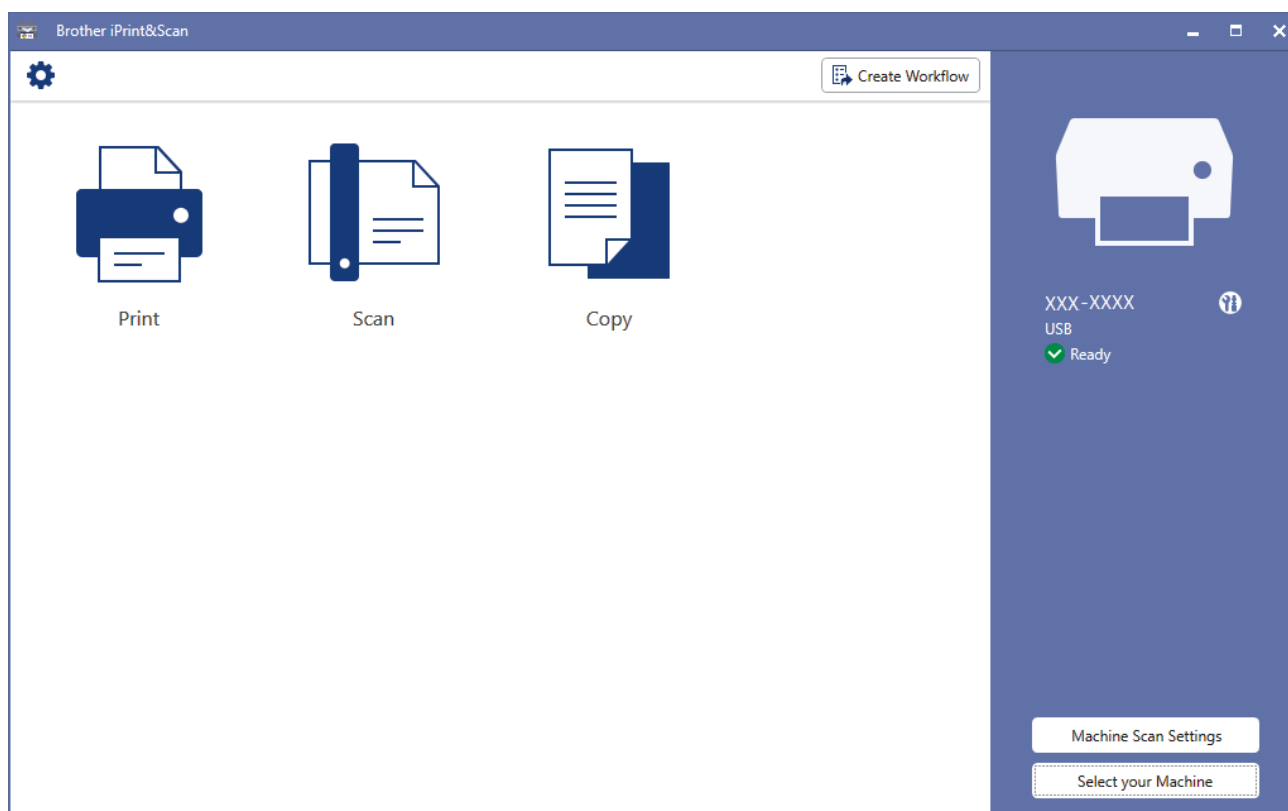 Brother iPrint&Scan
Create Workflow
Print
Scan
Copy
XXX-XXXX
USB
Ready
Machine Scan Settings
Select your Machine